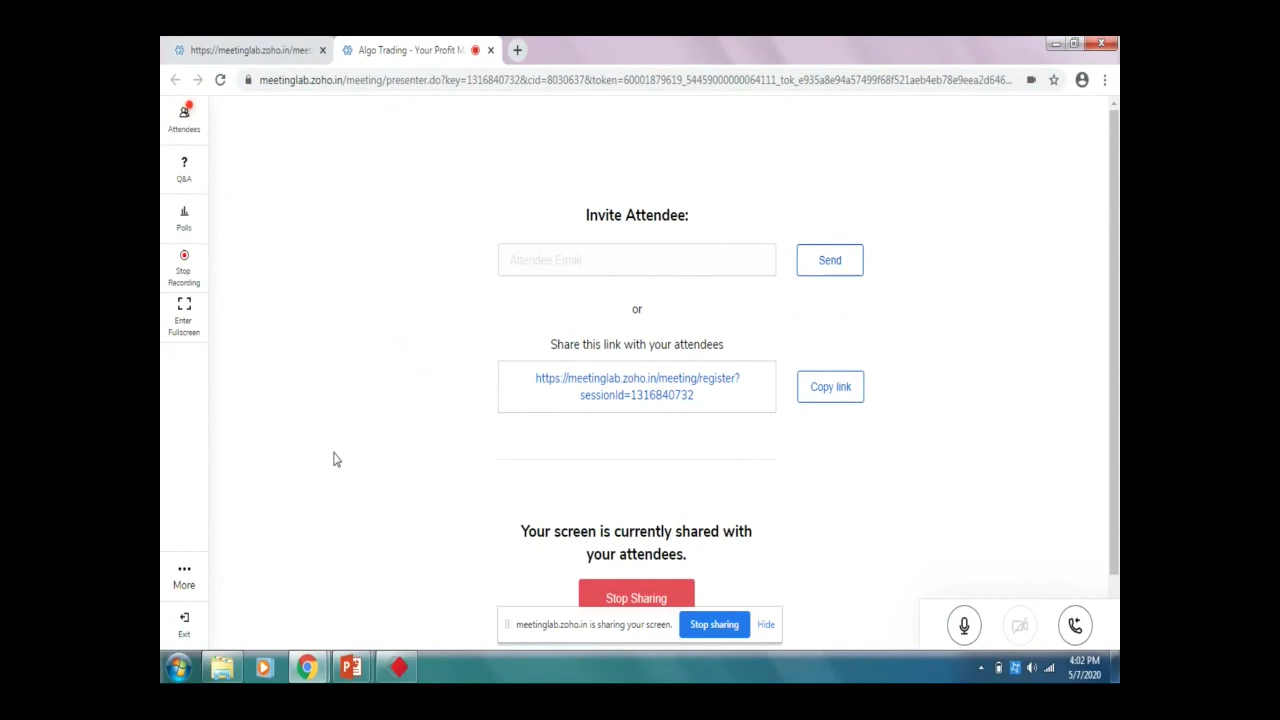 https://meetinglab.zoho.in/meet
Algo Trading - Your Profit M
meetinglab.zoho.in/meeting/presenter.do?key=1316840732&cid=8030637&token=60001879619_54459000000064111_tok_e935a8e94a57499f68f521aeb4eb78e9eea2d646...
Attendees
Q&A
Polls
Stop
Recording
Enter
Fullscreen
More
Exit
Invite Attendee:
Attendee Email
Send
or
Share this link with your attendees
https://meetinglab.zoho.in/meeting/register?
sessionId=1316840732
Copy link
Your screen is currently shared with
your attendees.
Stop Sharing
meetinglab.zoho.in is sharing your screen.
Stop sharing
Hide
4:02 PM
5/7/2020